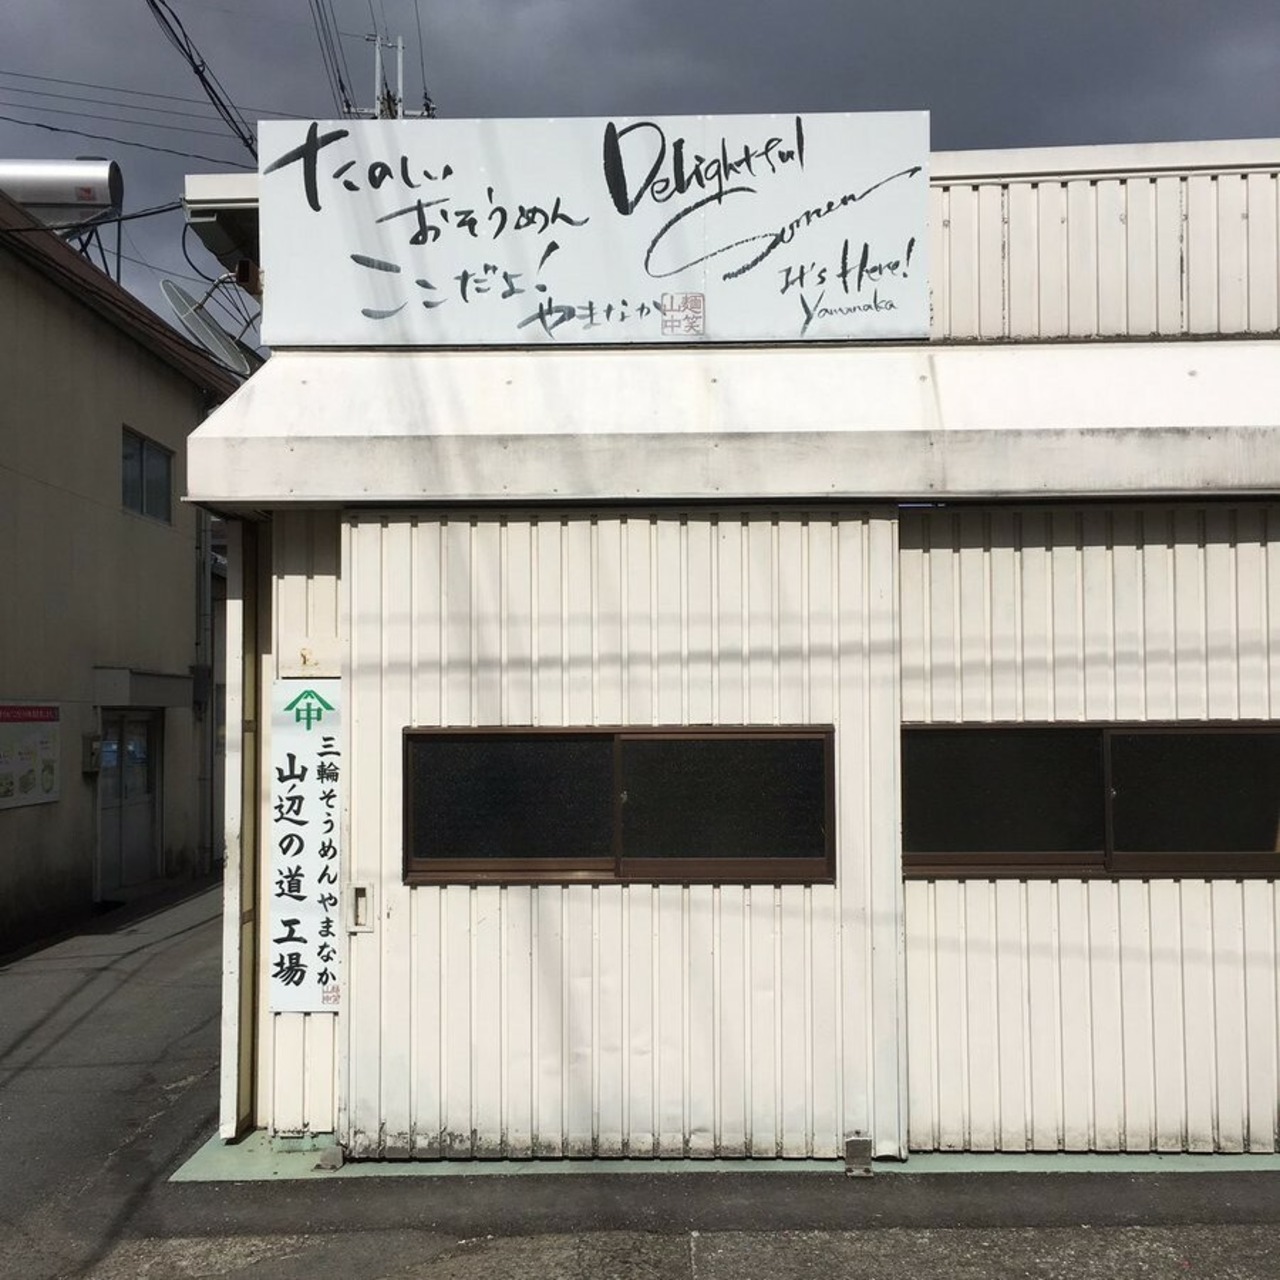 たのしい
おそうめん
ここだよ!
やまなか
山中
麺笑
Delightful
Somen
It's Here!
Yamanaka
中
三輪そうめんやまなか
山ノ辺の道工場